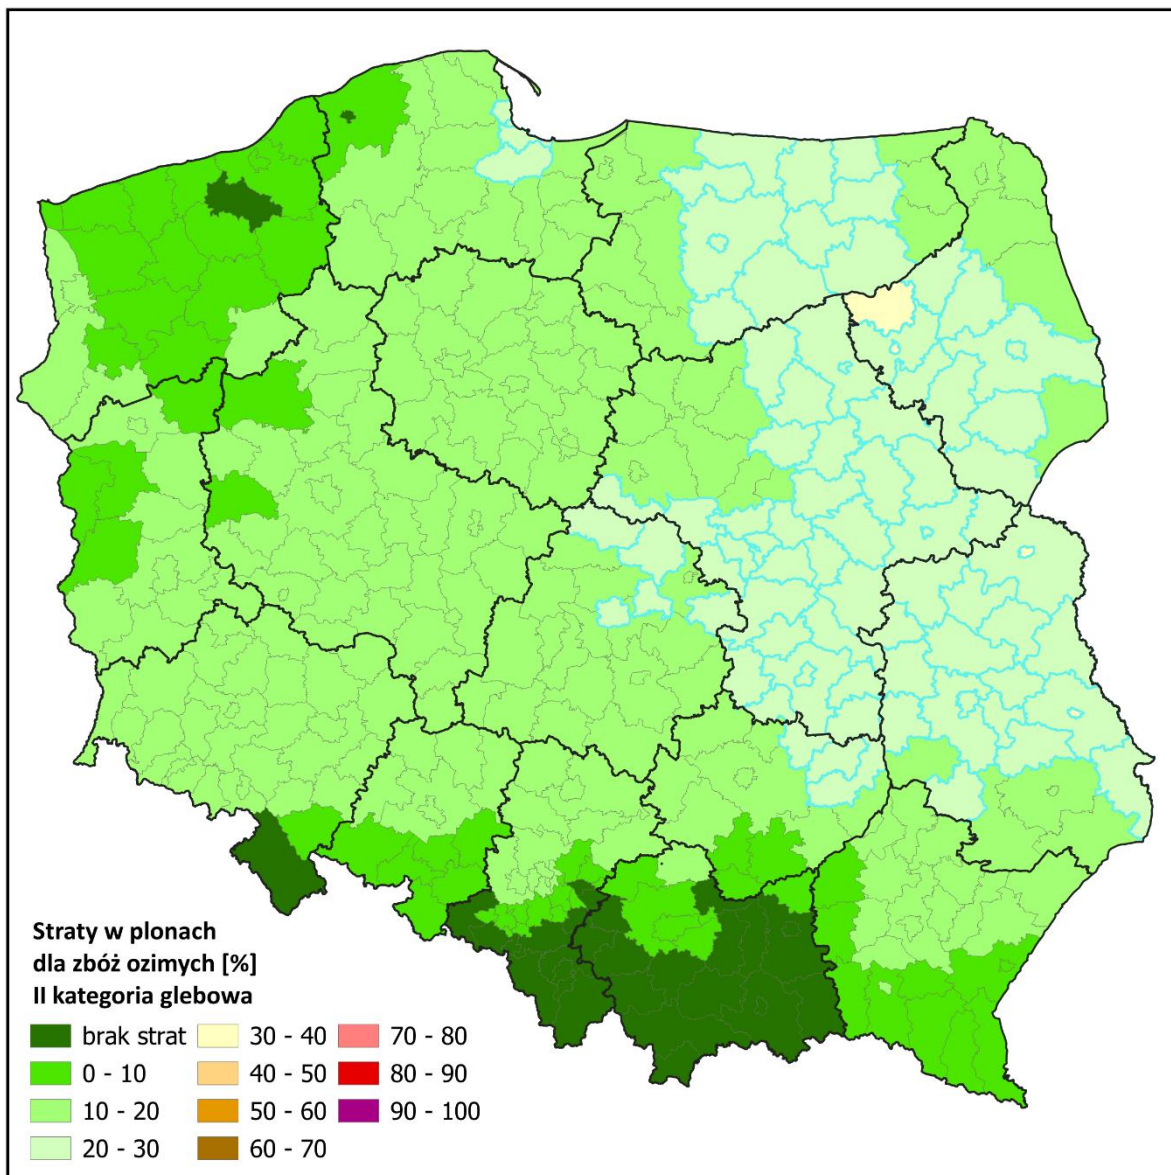 Straty w plonach
dla zbóż ozimych [%]
II kategoria glebowa
brak strat
0 - 10
10 - 20
20 - 30
30 - 40
40 - 50
50 - 60
60 - 70
70 - 80
80 - 90
90 - 100